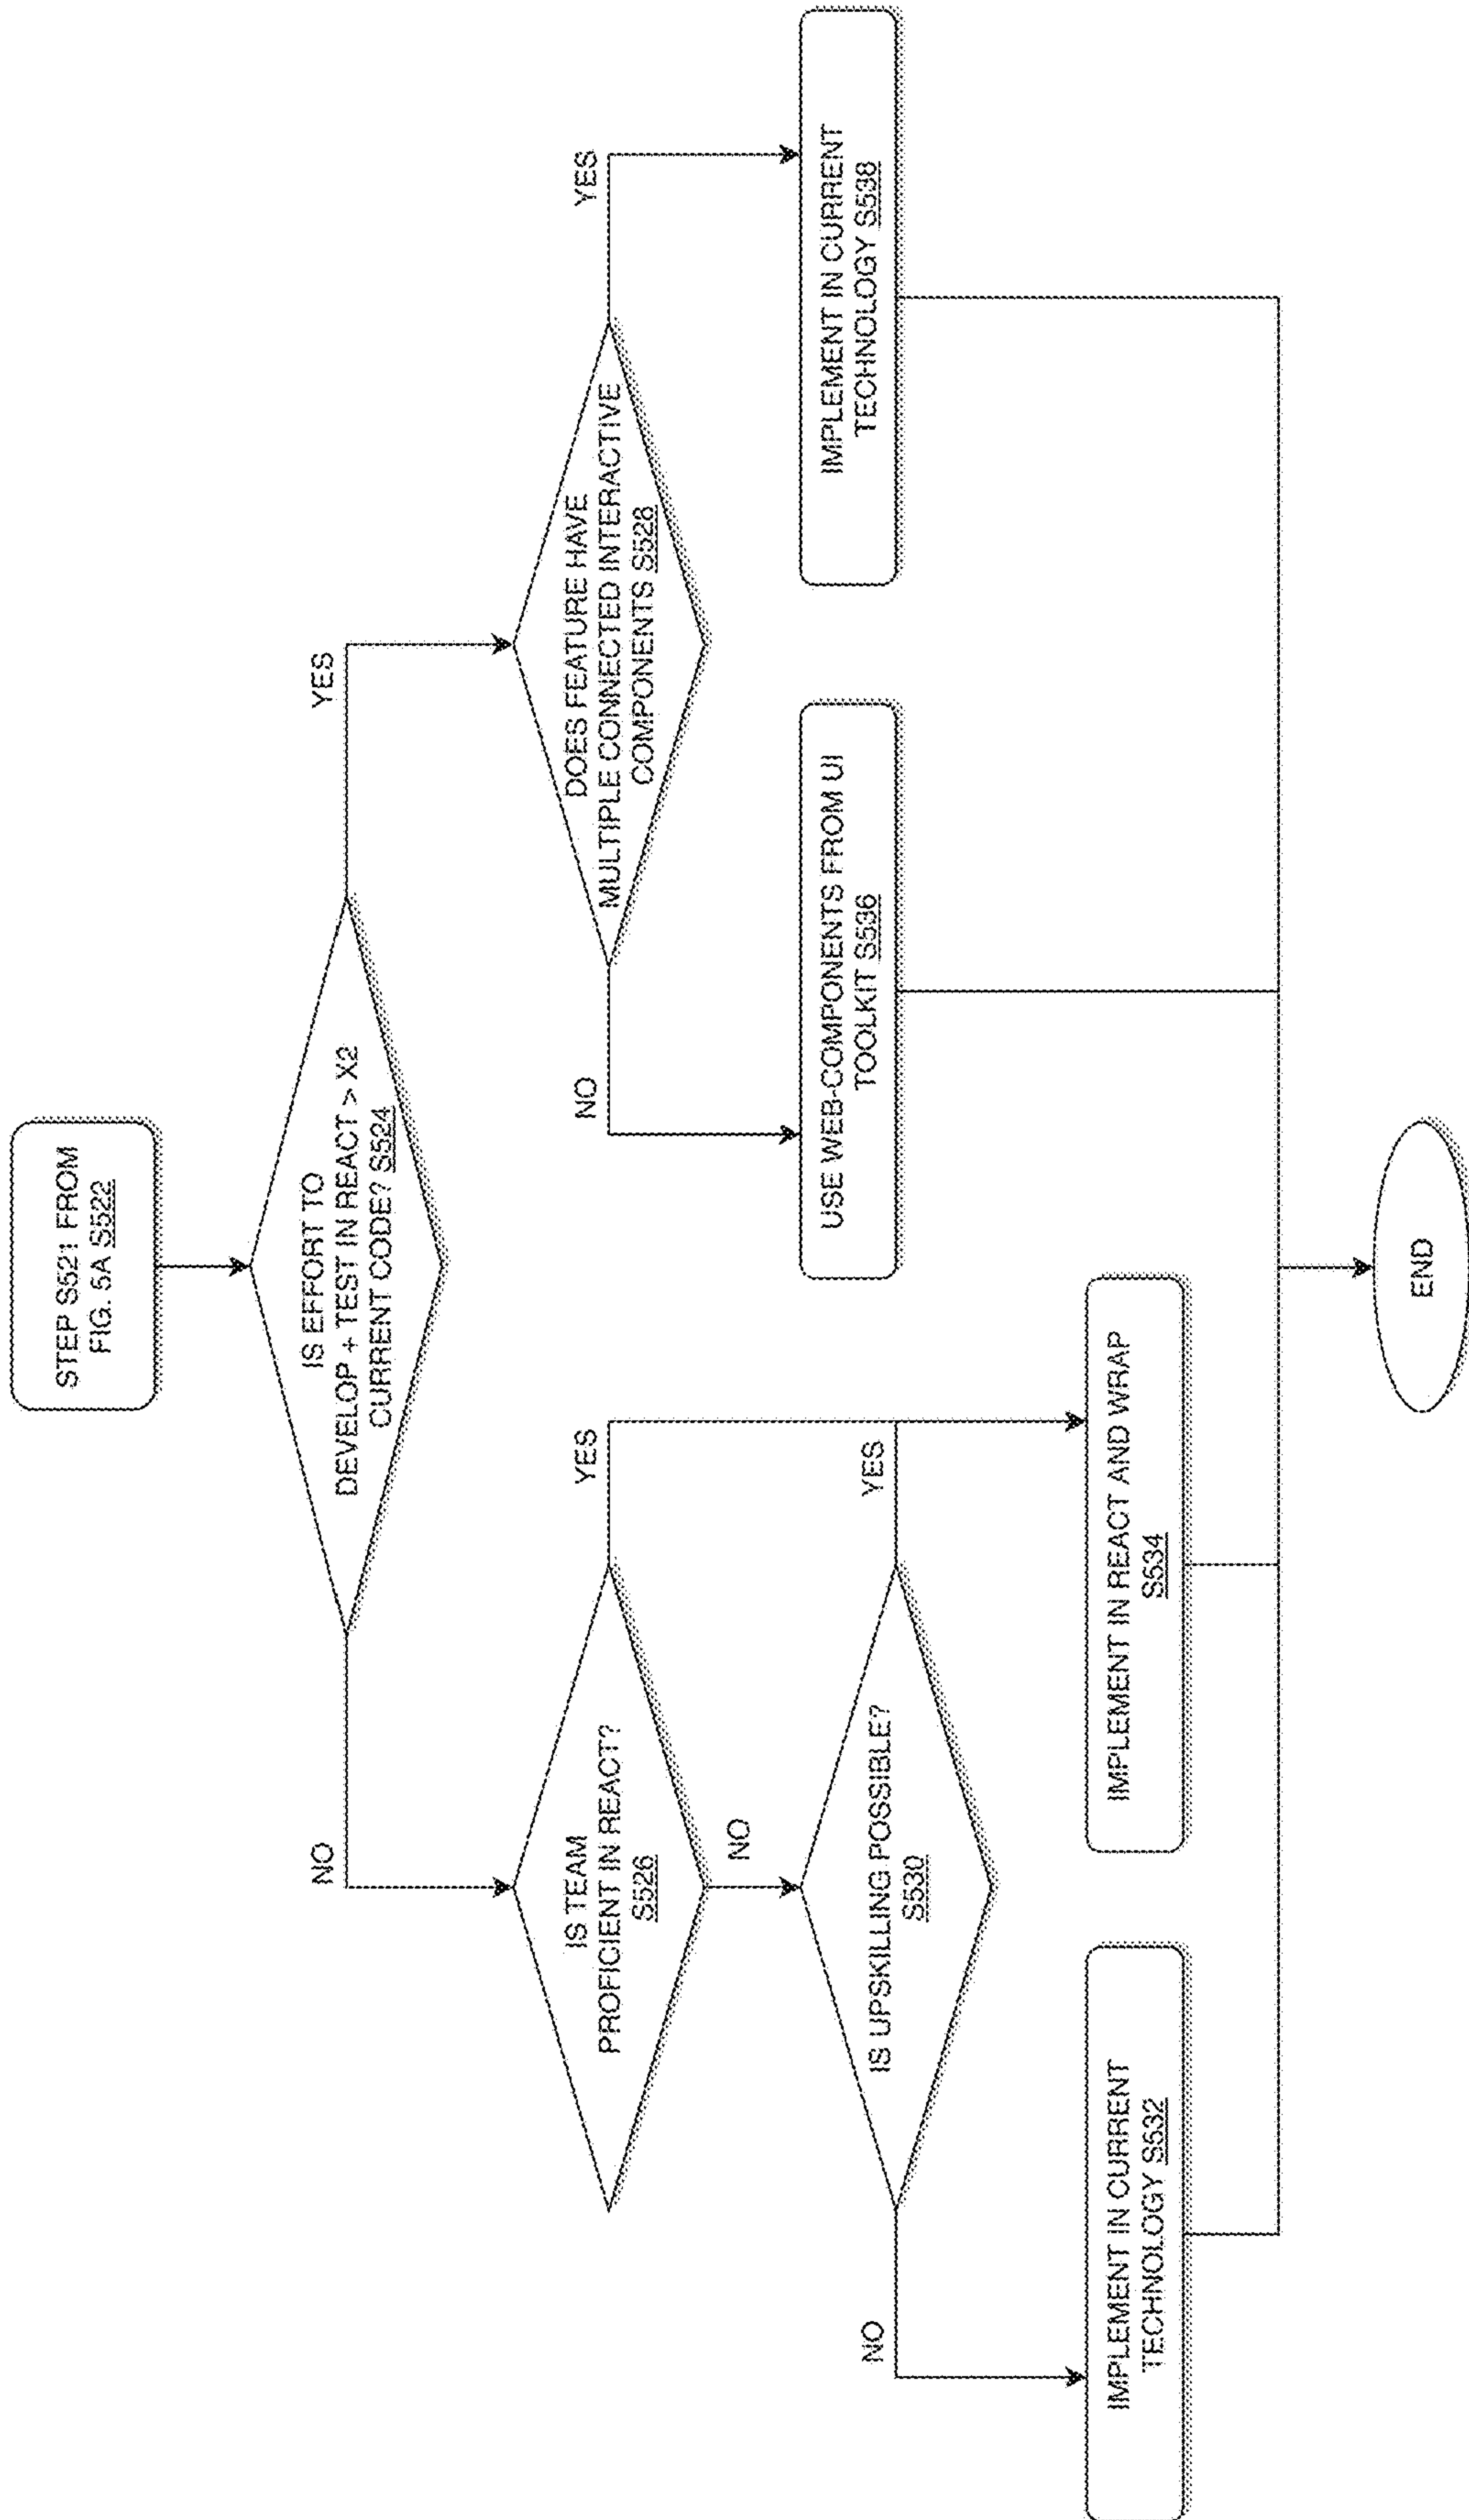 STEP S521 FROM
FIG. 5A S522
IS EFFORT TO
DEVELOP + TEST IN REACT > X2
CURRENT CODE? S524
NO
YES
IS TEAM
PROFICIENT IN REACT?
S526
YES
NO
DOES FEATURE HAVE
MULTIPLE CONNECTED INTERACTIVE
COMPONENTS S528
YES
NO
IS UPSKILLING POSSIBLE?
S530
NO
YES
USE WEB-COMPONENTS FROM UI
TOOLKIT S536
IMPLEMENT IN CURRENT
TECHNOLOGY S538
IMPLEMENT IN CURRENT
TECHNOLOGY S532
IMPLEMENT IN REACT AND WRAP
S534
END